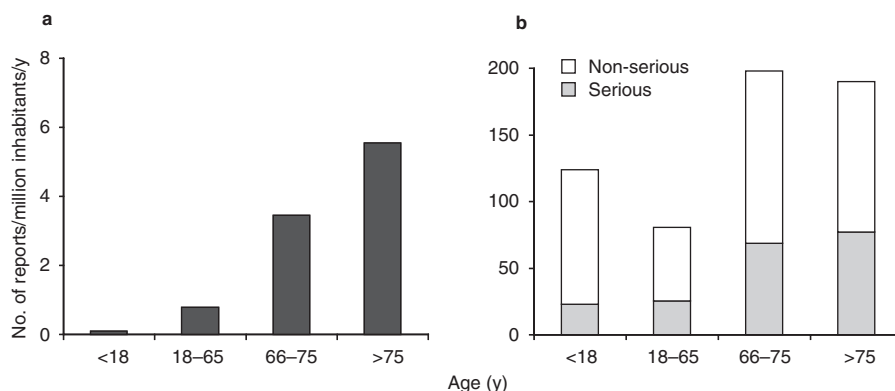 a
No. of reports/million inhabitants/y
8
6
4
2
0
<18 18–65 66–75 >75
b
Non-serious
Serious
200
150
100
50
0
<18 18–65 66–75 >75
Age (y)